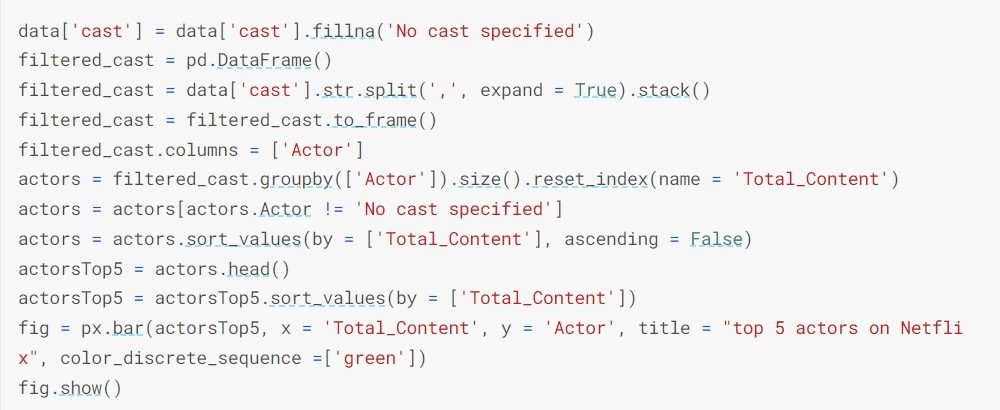 data['cast'] = data['cast'].fillna('No cast specified')
filtered_cast = pd.DataFrame()
filtered_cast = data['cast'].str.split(',', expand = True).stack()
filtered_cast = filtered_cast.to_frame()
filtered_cast.columns = ['Actor']
actors = filtered_cast.groupby(['Actor']).size().reset_index(name = 'Total_Content')
actors = actors[actors.Actor != 'No cast specified']
actors = actors.sort_values(by = ['Total_Content'], ascending = False)
actorsTop5 = actors.head()
actorsTop5 = actorsTop5.sort_values(by = ['Total_Content'])
fig = px.bar(actorsTop5, x = 'Total_Content', y = 'Actor', title = "top 5 actors on Netfli
x", color_discrete_sequence =['green'])
fig.show()